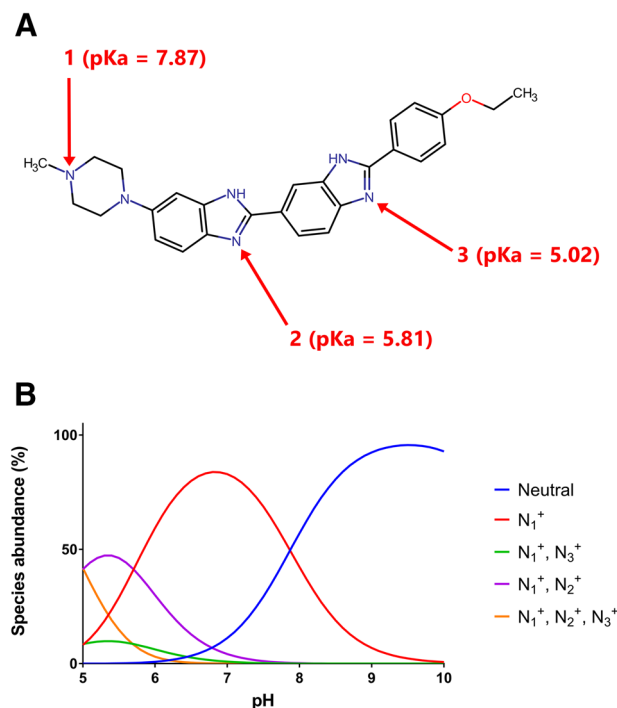 A
1 (pKa = 7.87)
CH₃
O
HN
H₃C
N
N
NH
N
N
3 (pKa = 5.02)
2 (pKa = 5.81)
B
Species abundance (%)
100
50
0
5 6 7 8 9 10
pH
Neutral
N₁⁺
N₁⁺, N₃⁺
N₁⁺, N₂⁺
N₁⁺, N₂⁺, N₃⁺